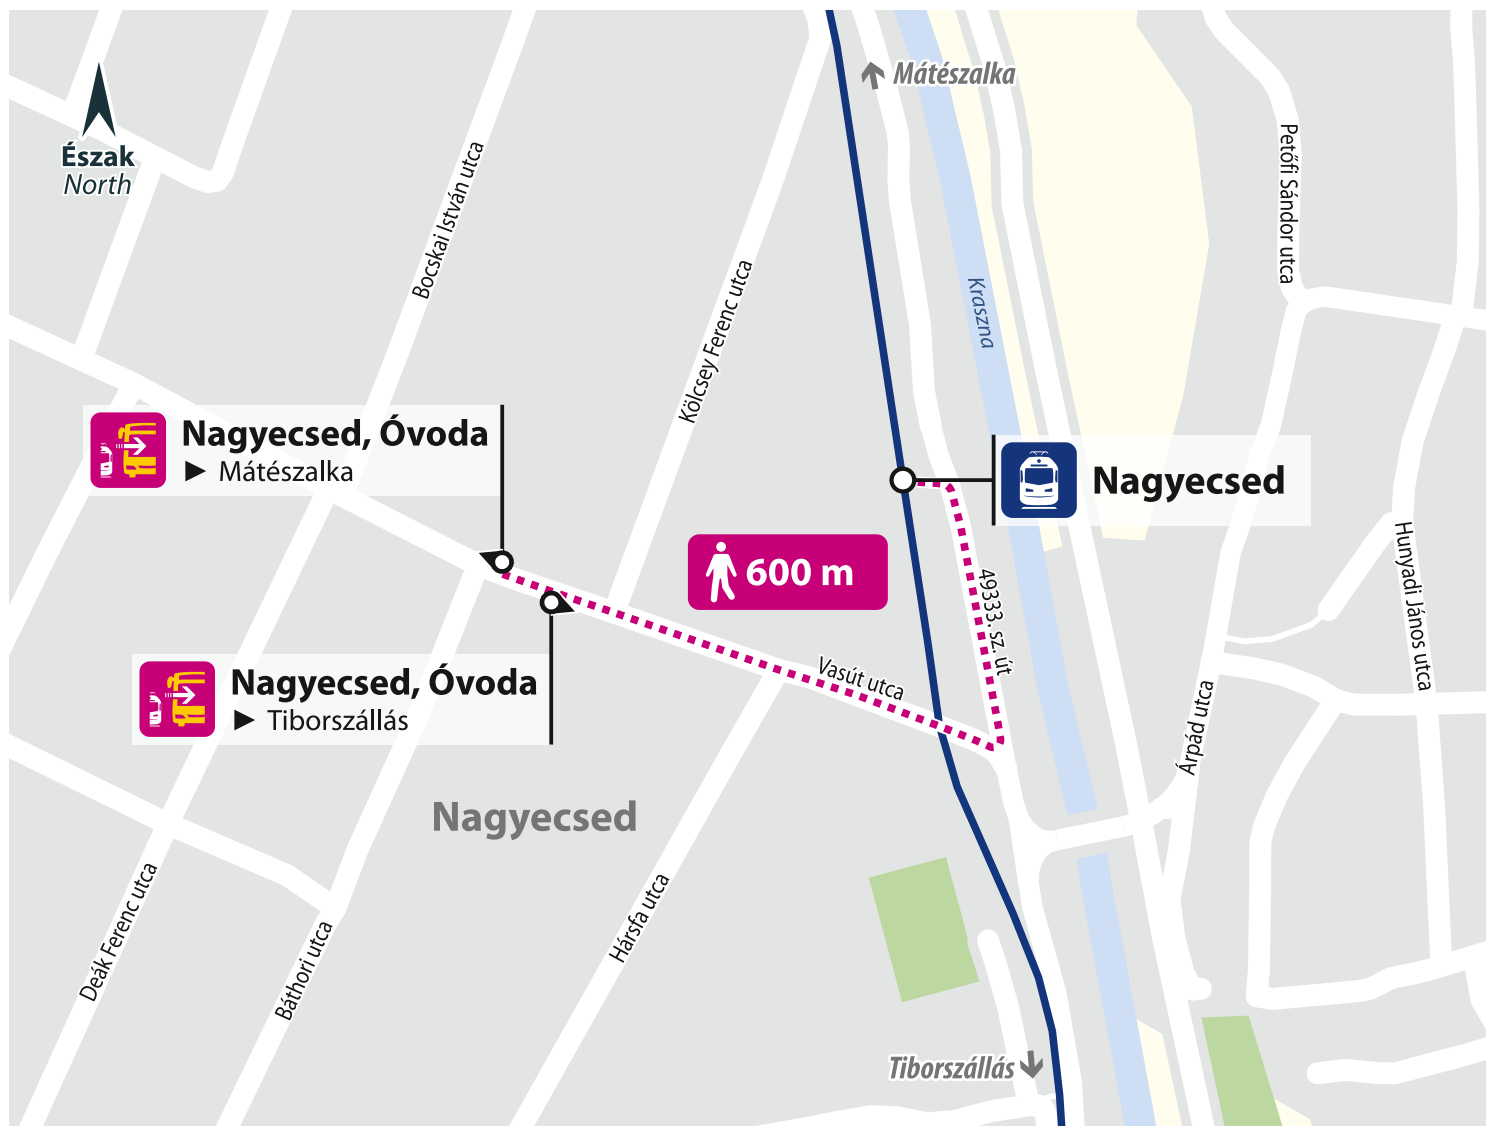 Mátészalka
Észak
North
Petőfi Sándor utca
Bocskai István utca
Kölcsey Ferenc utca
Kraszna
Nagyecsed, Óvoda
► Mátészalka
Nagyecsed
600 m
49333. sz. út
Hunyadi János utca
Vasút utca
Nagyecsed, Óvoda
► Tiborszállás
Árpád utca
Nagyecsed
Deák Ferenc utca
Báthori utca
Hársfa utca
Tiborszállás